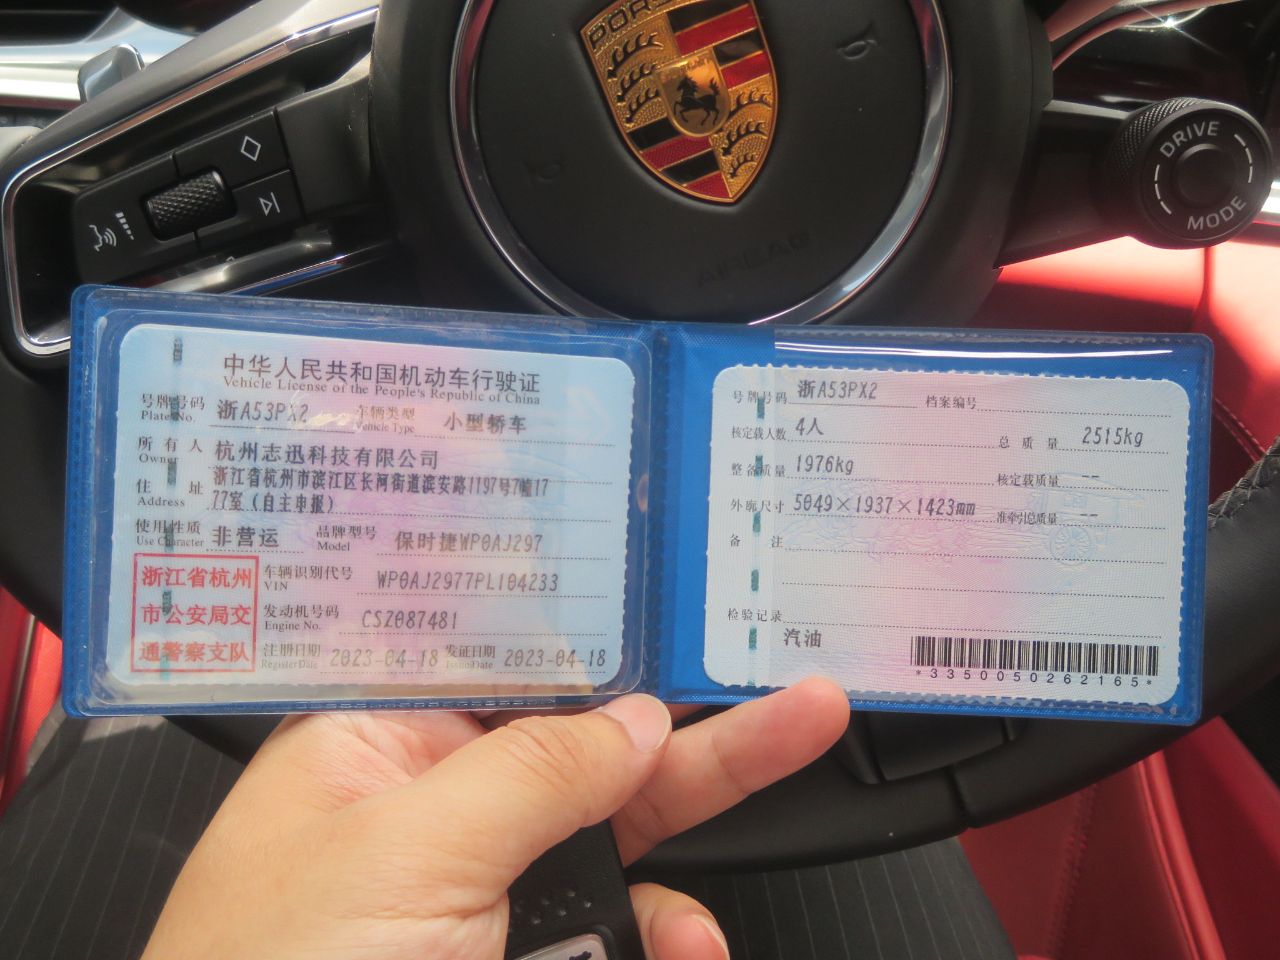 PORSCHE
DRIVE
MODE
AIRBAG
中华人民共和国机动车行驶证
Vehicle License of the People's Republic of China
号牌号码 浙A53PX2 车辆类型 小型轿车
Plate No. Vehicle Type
所有人 杭州志迅科技有限公司
Owner
住址 浙江省杭州市滨江区长河街道滨安路1197号7幢17
Address 77室(自主申报)
使用性质 非营运 品牌型号 保时捷WP0AJ297
Use Character Model
浙江省杭州
市公安局交
通警察支队
车辆识别代号 WP0AJ2977PL104233
VIN
发动机号码 CSZ087481
Engine No.
注册日期 2023-04-18 发证日期 2023-04-18
Register Date Issue Date
号牌号码 浙A53PX2 档案编号
核定载人数 4人 总质量 2515kg
整备质量 1976kg 核定载质量 --
外廓尺寸 5049×1937×1423mm 准牵引总质量 --
备注
检验记录
汽油
*3350050262165*